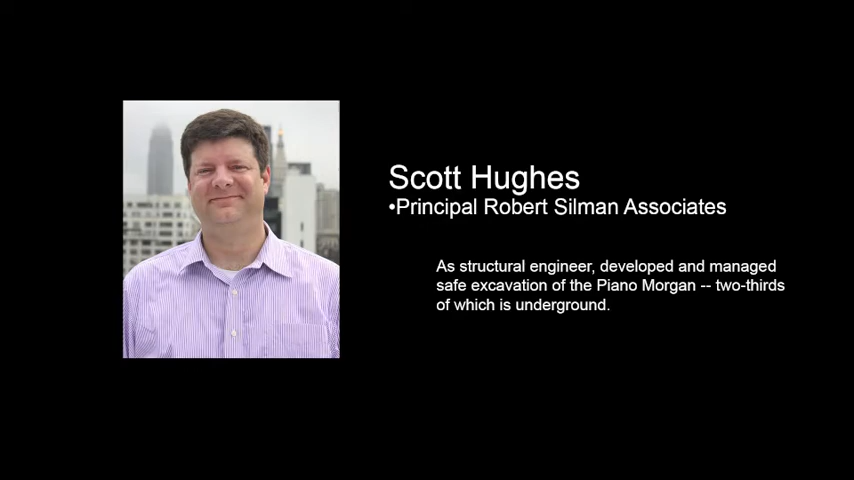 Scott Hughes
•Principal Robert Silman Associates
As structural engineer, developed and managed
safe excavation of the Piano Morgan -- two-thirds
of which is underground.